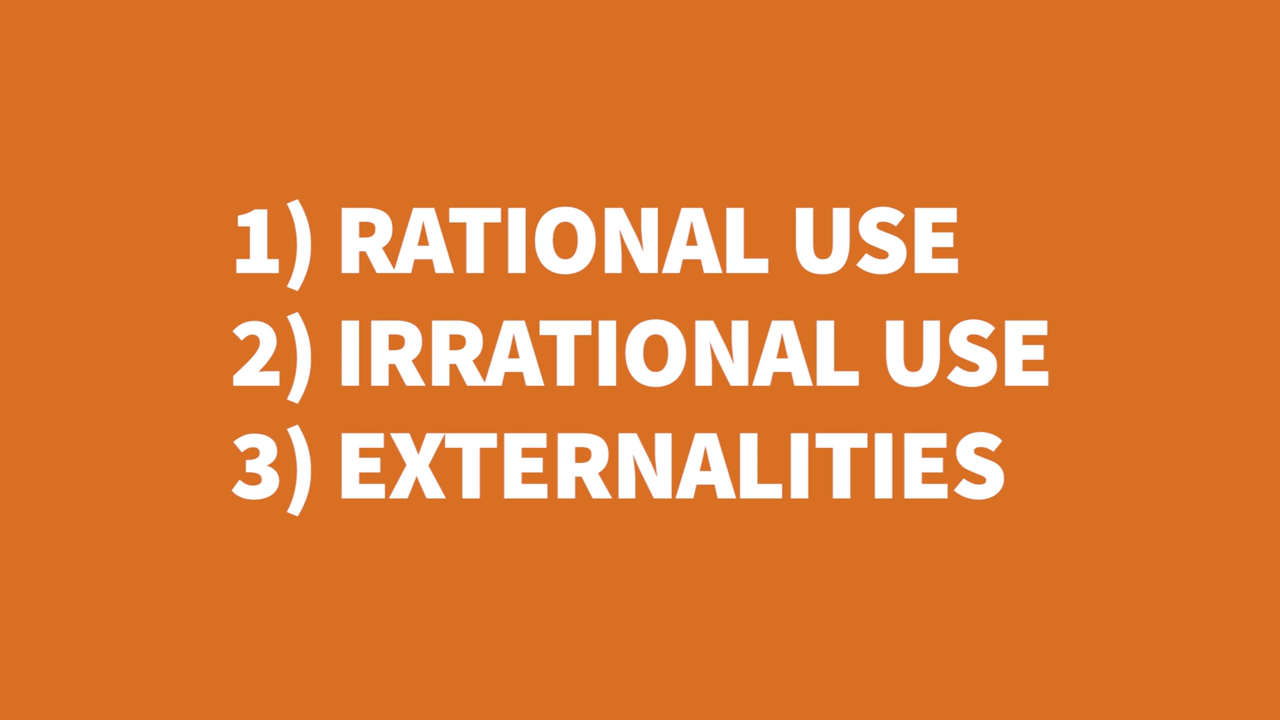 1) RATIONAL USE
2) IRRATIONAL USE
3) EXTERNALITIES